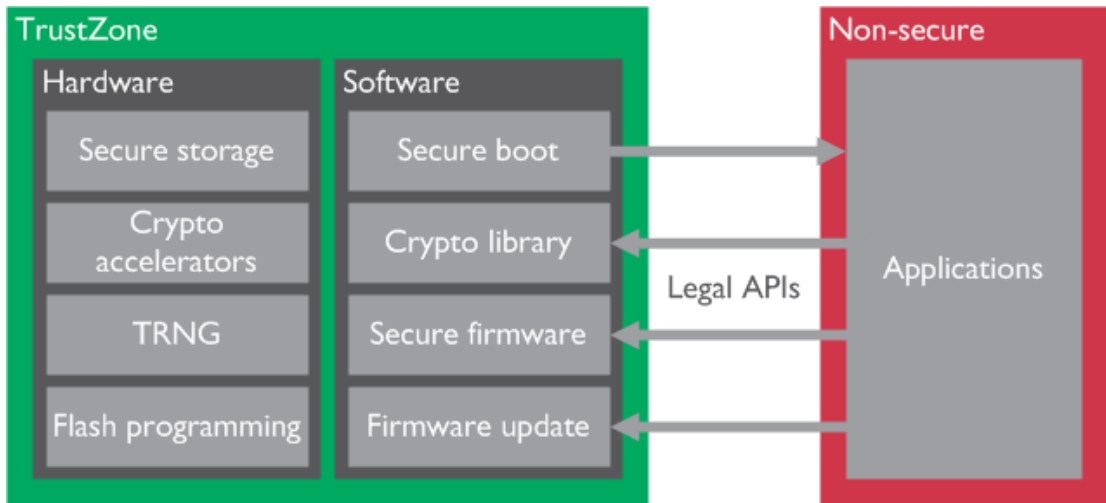 TrustZone
Hardware
Secure storage
Crypto
accelerators
TRNG
Flash programming
Software
Secure boot
Crypto library
Secure firmware
Firmware update
Legal APIs
Non-secure
Applications